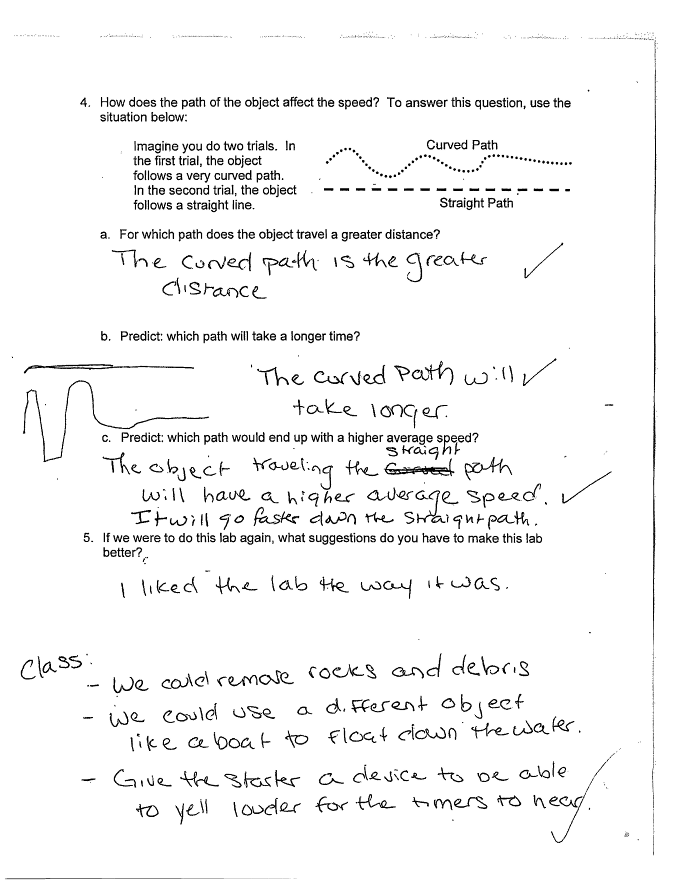 4. How does the path of the object affect the speed? To answer this question, use the
situation below:
Imagine you do two trials. In
the first trial, the object
follows a very curved path.
In the second trial, the object
follows a straight line.
Curved Path
Straight Path
a. For which path does the object travel a greater distance?
The curved path is the greater
distance
b. Predict: which path will take a longer time?
The curved Path will
take longer.
c. Predict: which path would end up with a higher average speed?
straight
The object traveling the curved path
will have a higher average speed.
It will go faster down the straight path.
5. If we were to do this lab again, what suggestions do you have to make this lab
better?
I liked the lab the way it was.
Class:
- We could remove rocks and debris
- We could use a different object
like a boat to float down the water.
- Give the starter a device to be able
to yell louder for the timers to hear.